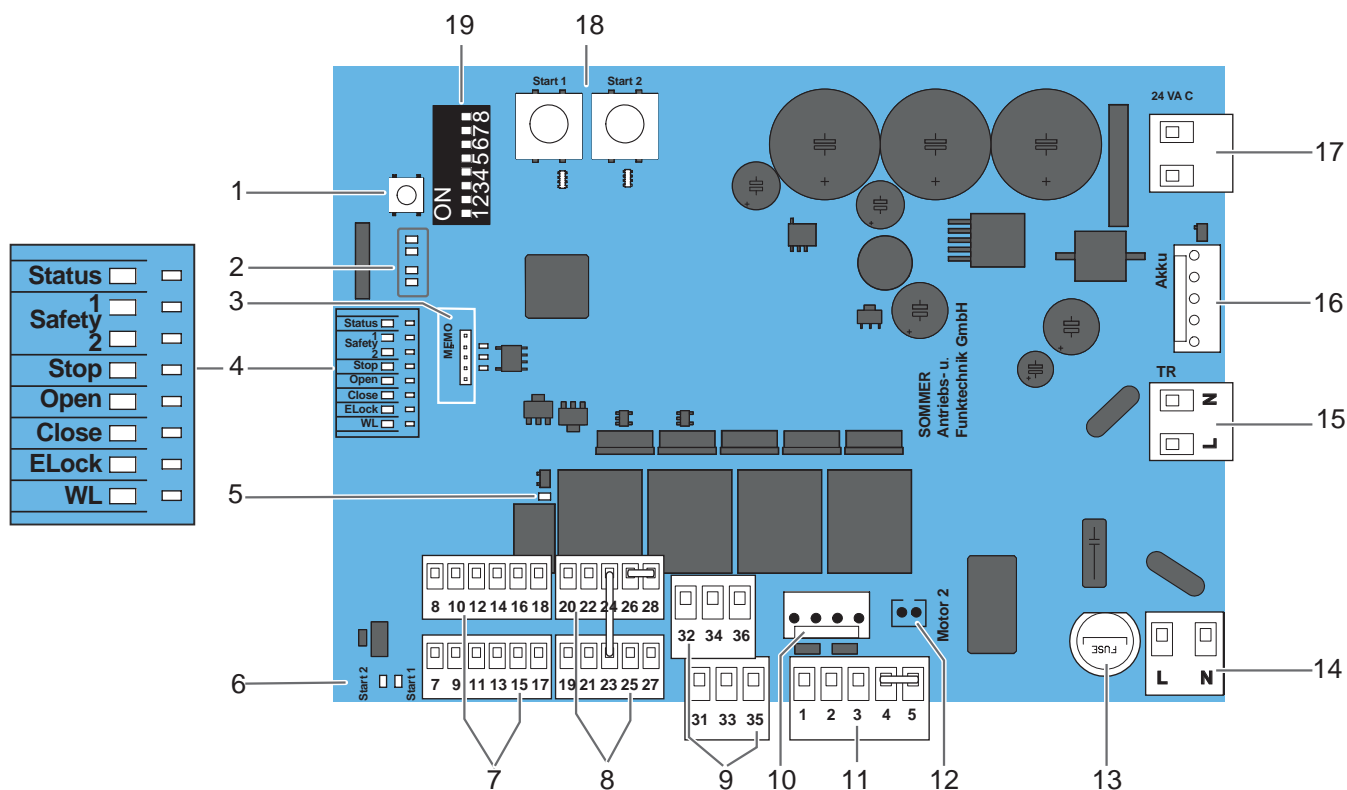 19
18
Start 1
Start 2
24 VA C
17
1
ON
12345678
2
3
MEMO
Akku
16
Status
1
Safety
2
Stop
Open
Close
ELock
WL
4
Status
1
Safety
2
Stop
Open
Close
ELock
WL
SOMMER
Antriebs- u.
Funktechnik GmbH
TR
N
L
15
5
8 10 12 14 16 18
20 22 24 26 28
32 34 36
Motor 2
FUSE
L N
14
6
Start 2
Start 1
7 9 11 13 15 17
19 21 23 25 27
31 33 35
1 2 3 4 5
7
8
9
10
11
12
13